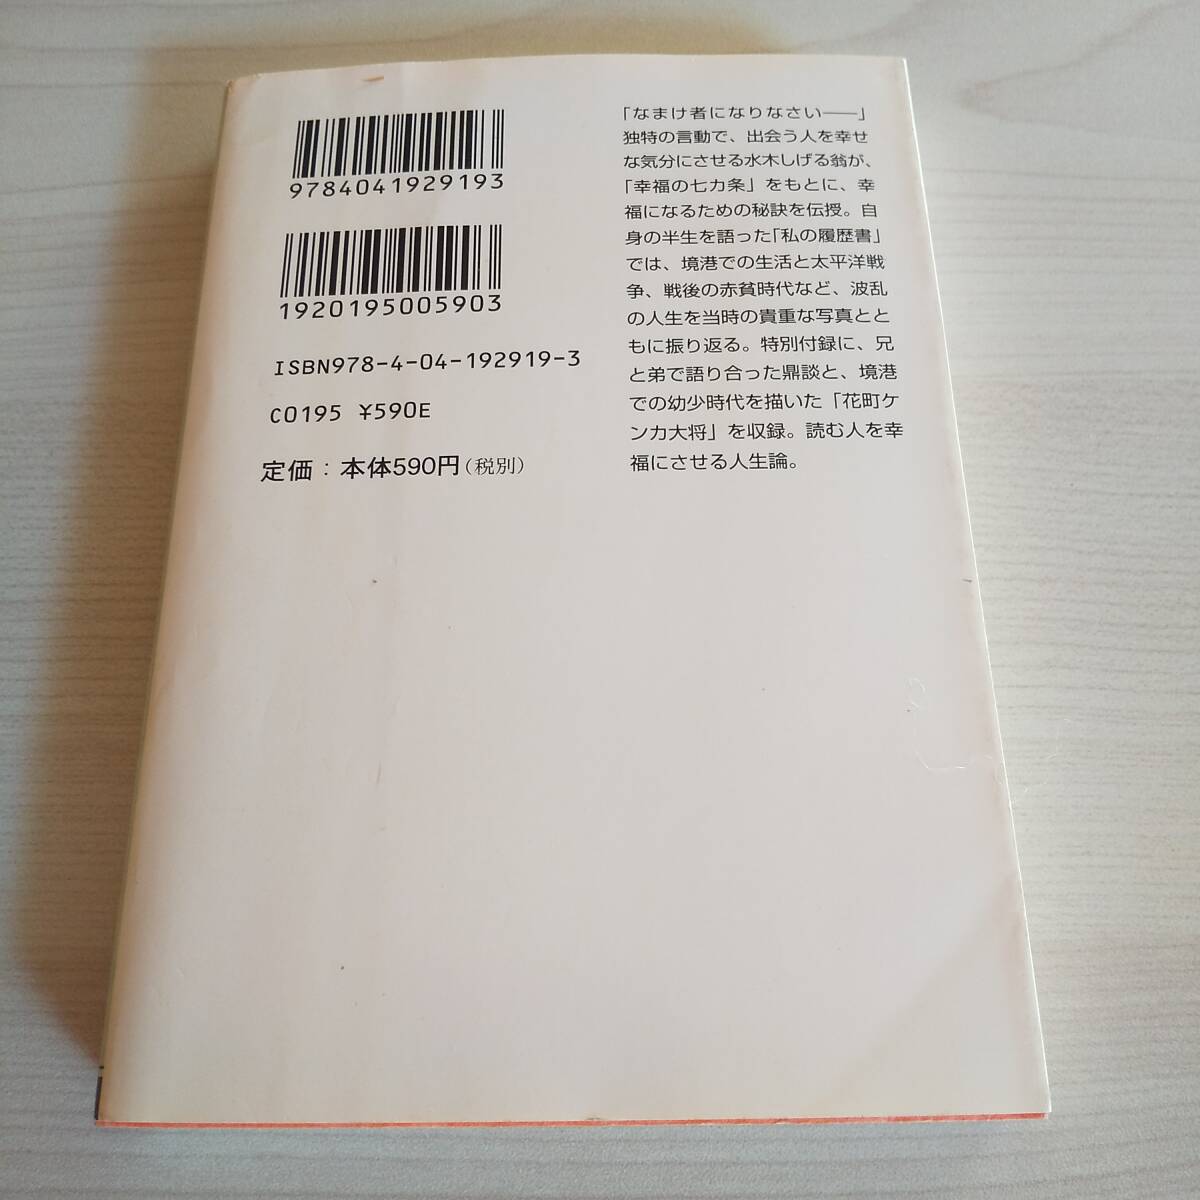 9784041929193
1920195005903
ISBN978-4-04-192919-3
C0195 ¥590E
定価：本体590円（税別）
「なまけ者になりなさい――」
独特の言動で、出会う人を幸せ
な気分にさせる水木しげる翁が、
「幸福の七カ条」をもとに、幸
福になるための秘訣を伝授。自
身の半生を語った「私の履歴書」
では、境港での生活と太平洋戦
争、戦後の赤貧時代など、波乱
の人生を当時の貴重な写真とと
もに振り返る。特別付録に、兄
と弟で語り合った鼎談と、境港
での幼少時代を描いた「花町ケ
ンカ大将」を収録。読む人を幸
福にさせる人生論。